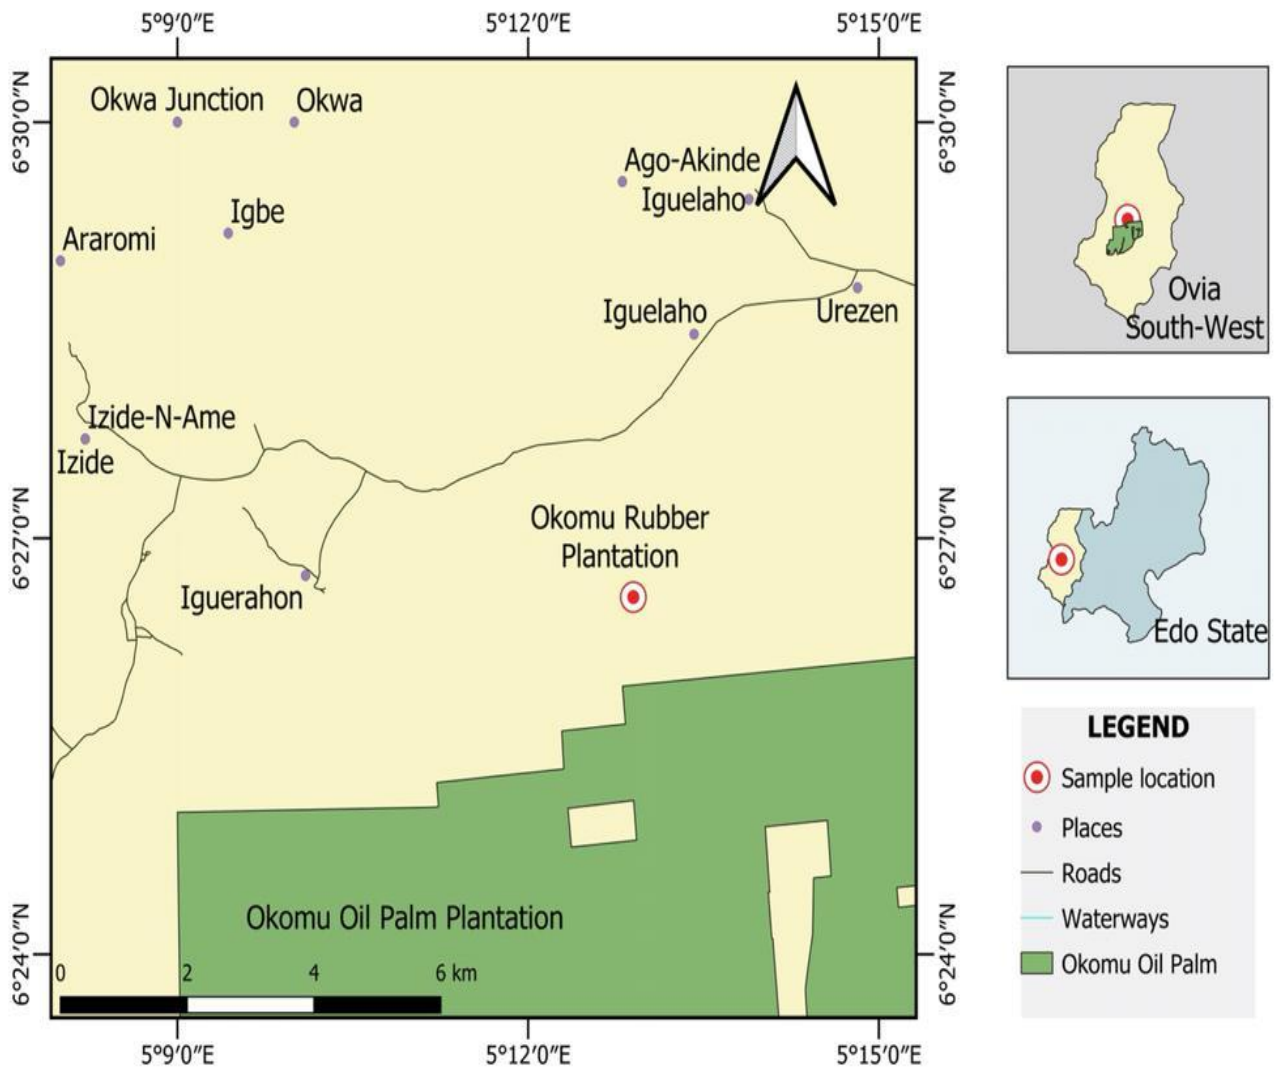 5°9′0″E
5°12′0″E
5°15′0″E
6°30′0″N
6°30′0″N
Okwa Junction
Okwa
Ago-Akinde
Iguelaho
Igbe
Araromi
Iguelaho
Urezen
Izide-N-Ame
Izide
6°27′0″N
6°27′0″N
Okomu Rubber
Plantation
Iguerahon
Okomu Oil Palm Plantation
6°24′0″N
6°24′0″N
0
2
4
6 km
5°9′0″E
5°12′0″E
5°15′0″E
Ovia
South-West
Edo State
LEGEND
Sample location
Places
Roads
Waterways
Okomu Oil Palm